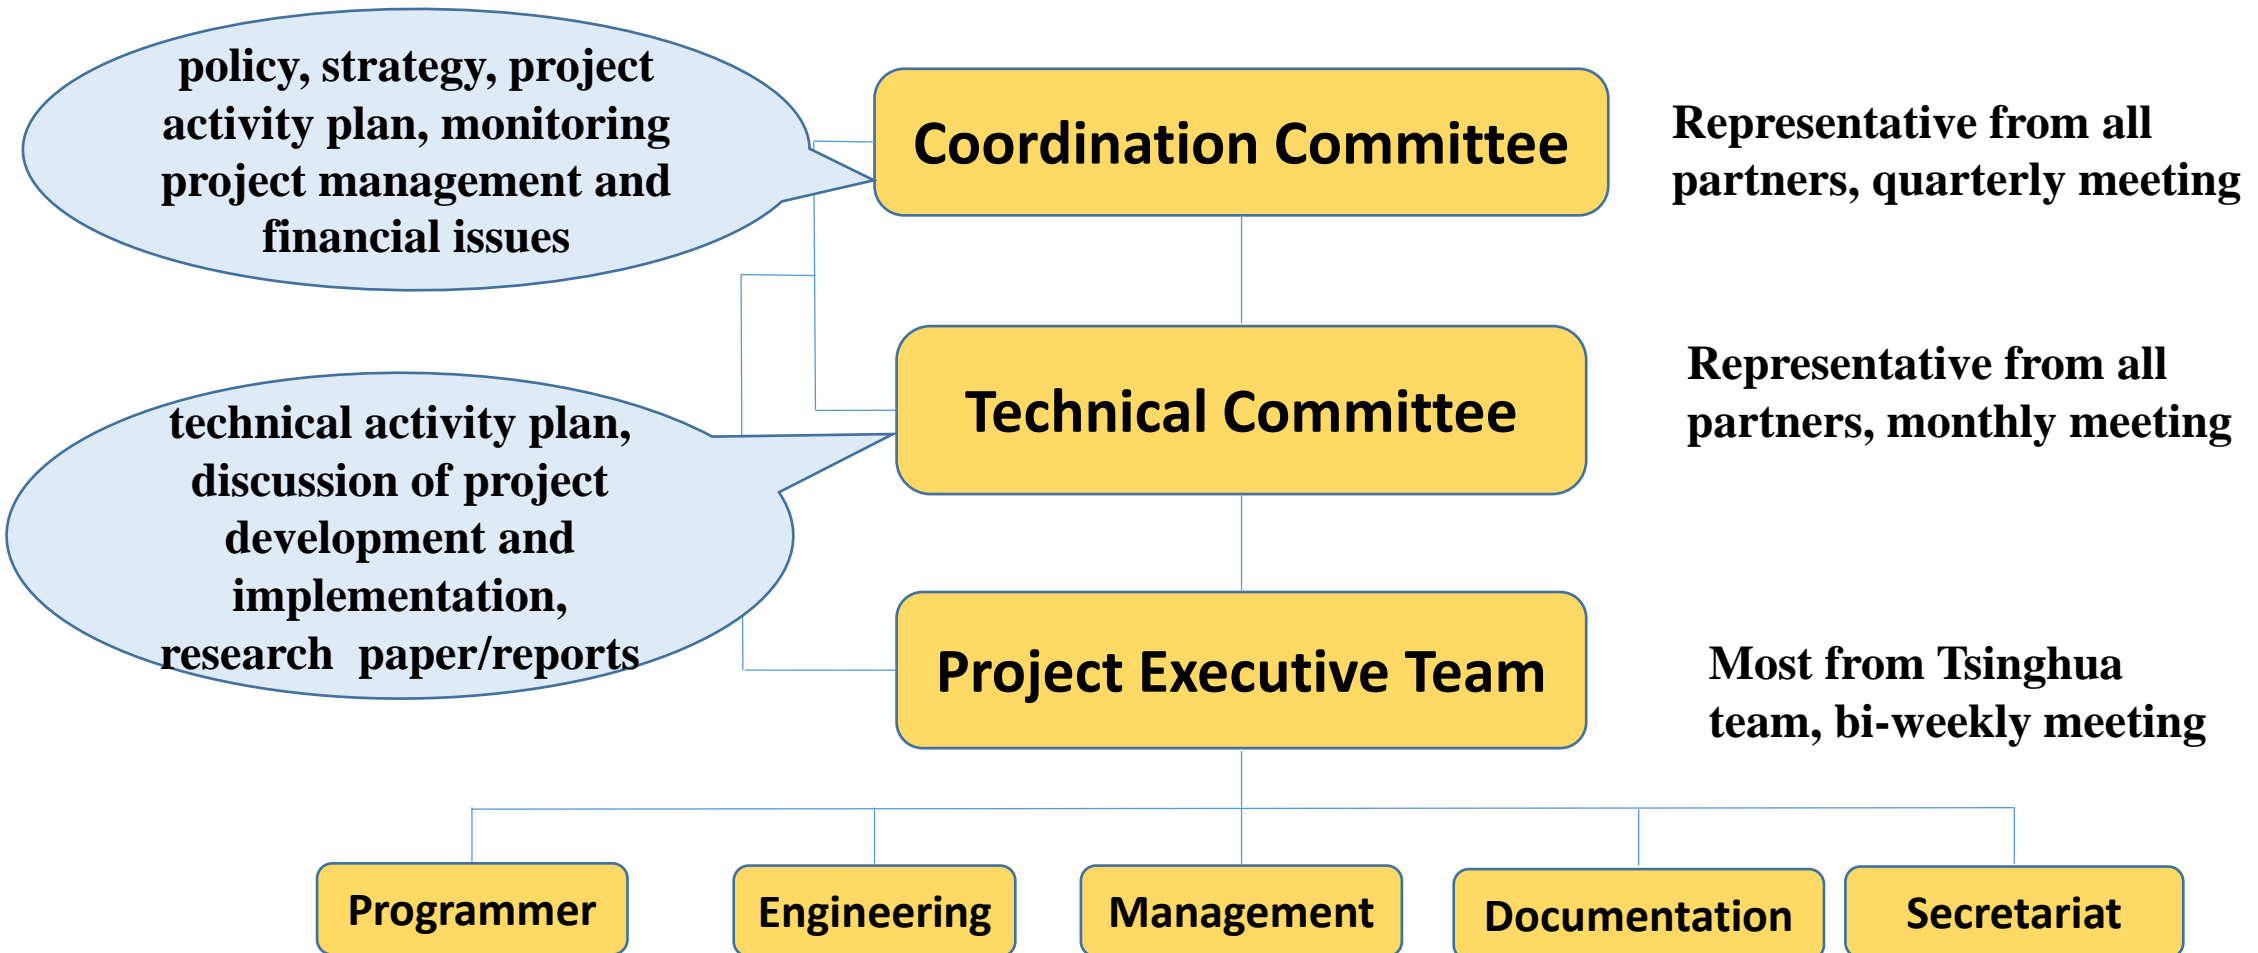 policy, strategy, project
activity plan, monitoring
project management and
financial issues
Coordination Committee
Representative from all
partners, quarterly meeting
technical activity plan,
discussion of project
development and
implementation,
research paper/reports
Technical Committee
Representative from all
partners, monthly meeting
Project Executive Team
Most from Tsinghua
team, bi-weekly meeting
Programmer
Engineering
Management
Documentation
Secretariat